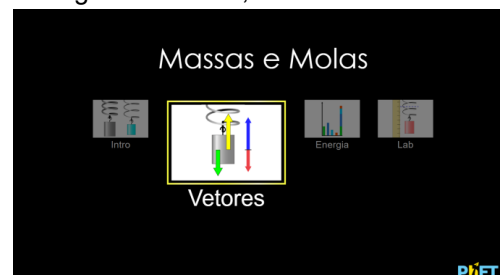 Massas e Molas
Intro
Vetores
Energia
Lab
PhET